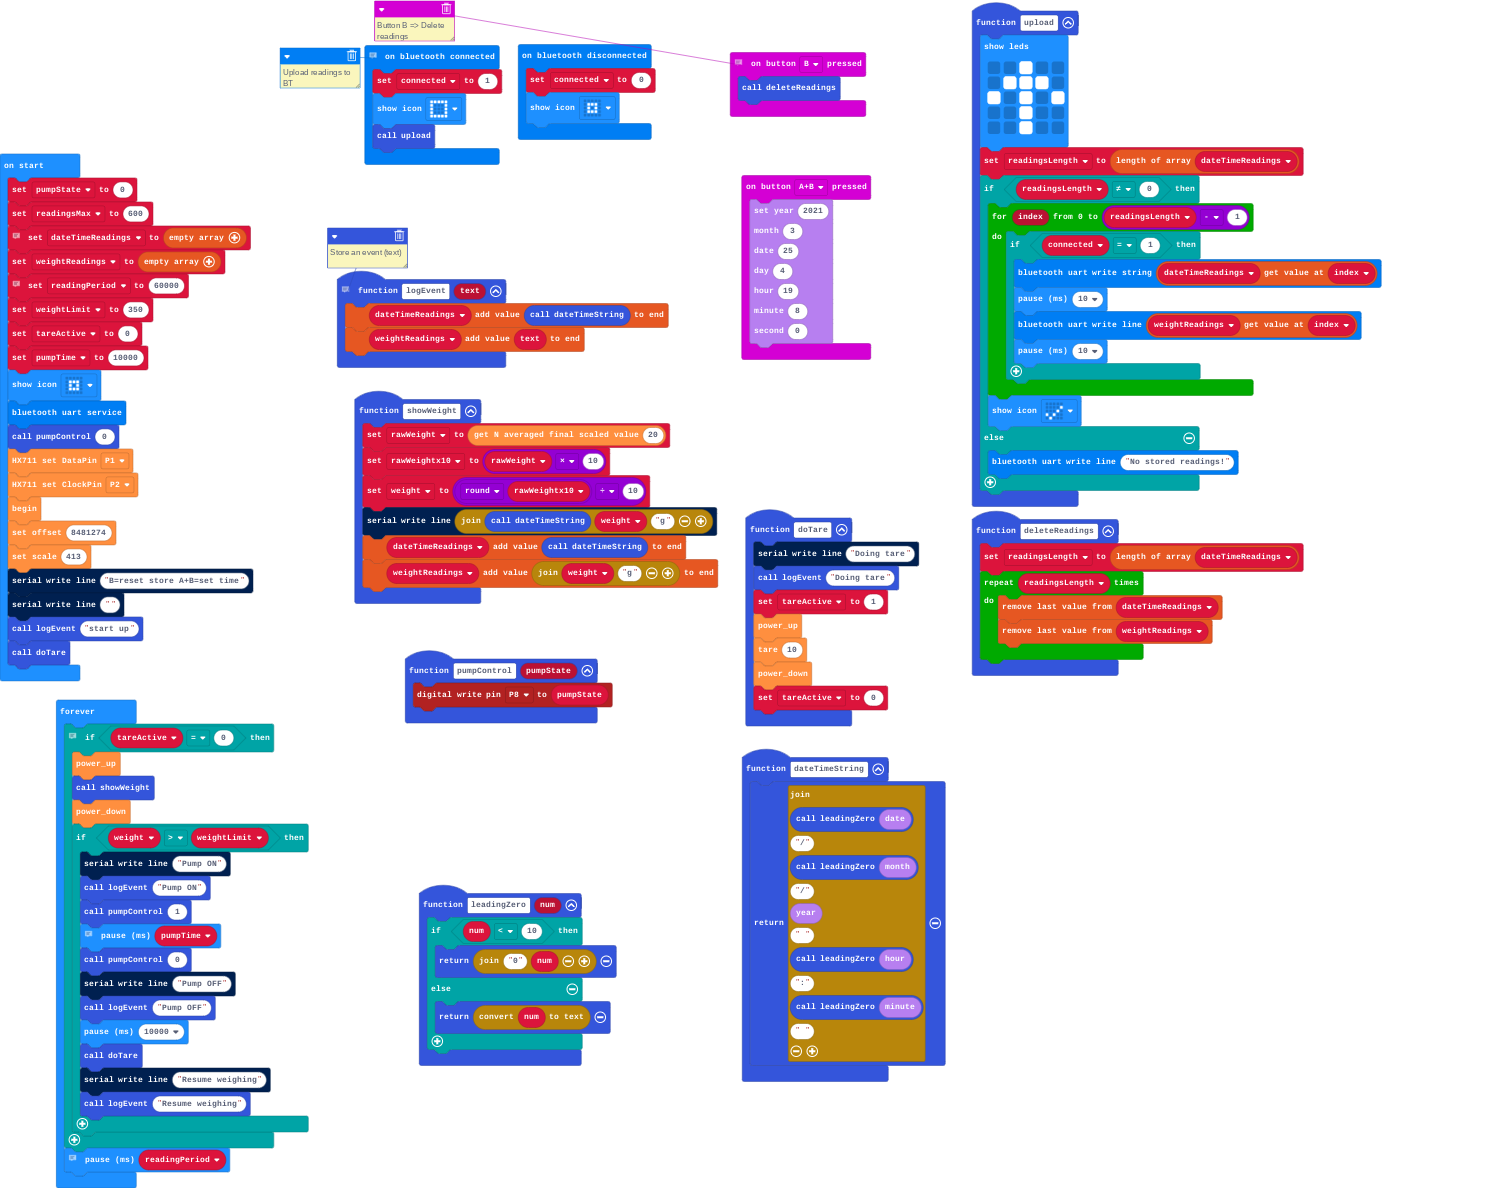 Button B => Delete
readings
Upload readings to
BT
on bluetooth connected
set connected to 1
show icon
call upload
on bluetooth disconnected
set connected to 0
show icon
on button B pressed
call deleteReadings
on start
set pumpState to 0
set readingsMax to 600
set dateTimeReadings to empty array
set weightReadings to empty array
set readingPeriod to 60000
set weightLimit to 350
set tareActive to 0
set pumpTime to 10000
show icon
bluetooth uart service
call pumpControl 0
HX711 set DataPin P1
HX711 set ClockPin P2
begin
set offset 8481274
set scale 413
serial write line "B=reset store A+B=set time"
serial write line ""
call logEvent "start up"
call doTare
Store an event (text)
function logEvent text
dateTimeReadings add value call dateTimeString to end
weightReadings add value text to end
on button A+B pressed
set year 2021
month 3
date 25
day 4
hour 19
minute 8
second 0
function showWeight
set rawWeight to get N averaged final scaled value 20
set rawWeightx10 to rawWeight × 10
set weight to round rawWeightx10 ÷ 10
serial write line join call dateTimeString weight "g"
dateTimeReadings add value call dateTimeString to end
weightReadings add value join weight "g" to end
function pumpControl pumpState
digital write pin P8 to pumpState
forever
if tareActive = 0 then
power_up
call showWeight
power_down
if weight > weightLimit then
serial write line "Pump ON"
call logEvent "Pump ON"
call pumpControl 1
pause (ms) pumpTime
call pumpControl 0
serial write line "Pump OFF"
call logEvent "Pump OFF"
pause (ms) 10000
call doTare
serial write line "Resume weighing"
call logEvent "Resume weighing"
pause (ms) readingPeriod
function leadingZero num
if num < 10 then
return join "0" num
else
return convert num to text
function doTare
serial write line "Doing tare"
call logEvent "Doing tare"
set tareActive to 1
power_up
tare 10
power_down
set tareActive to 0
function dateTimeString
return
join
call leadingZero date
"/"
call leadingZero month
"/"
year
" "
call leadingZero hour
":"
call leadingZero minute
" "
function upload
show leds
set readingsLength to length of array dateTimeReadings
if readingsLength ≠ 0 then
for index from 0 to readingsLength - 1
do
if connected = 1 then
bluetooth uart write string dateTimeReadings get value at index
pause (ms) 10
bluetooth uart write line weightReadings get value at index
pause (ms) 10
show icon
else
bluetooth uart write line "No stored readings!"
function deleteReadings
set readingsLength to length of array dateTimeReadings
repeat readingsLength times
do
remove last value from dateTimeReadings
remove last value from weightReadings